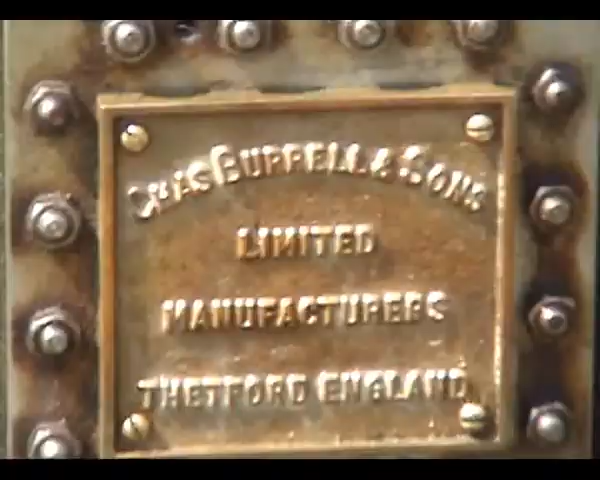 CHAS BURRELL & SONS
LIMITED
MANUFACTURERS
THETFORD ENGLAND